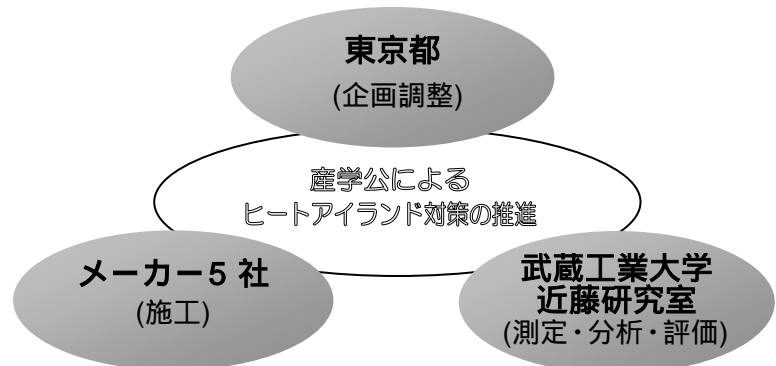 東京都
(企画調整)
産学公による
ヒートアイランド対策の推進
メーカー5 社
(施工)
武蔵工業大学
近藤研究室
(測定・分析・評価)